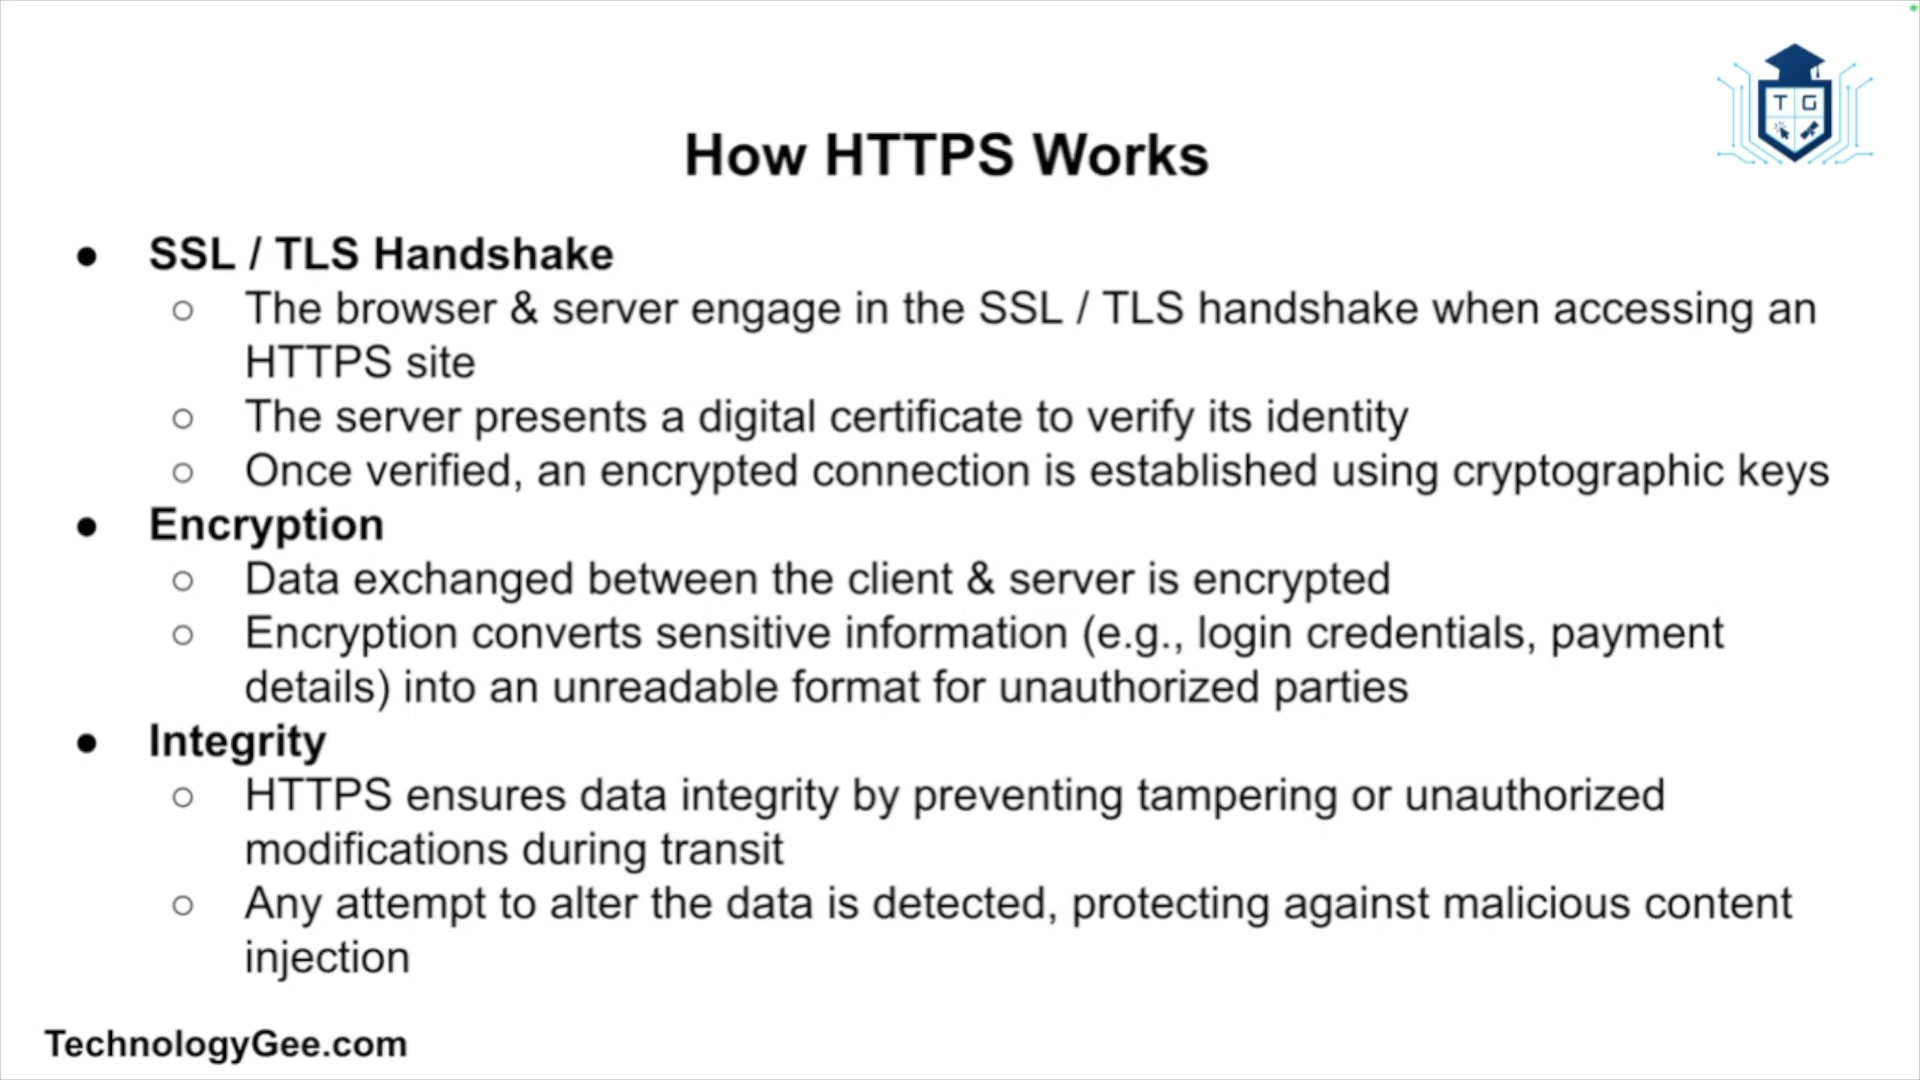 T G
How HTTPS Works
● SSL / TLS Handshake
○ The browser & server engage in the SSL / TLS handshake when accessing an
HTTPS site
○ The server presents a digital certificate to verify its identity
○ Once verified, an encrypted connection is established using cryptographic keys
● Encryption
○ Data exchanged between the client & server is encrypted
○ Encryption converts sensitive information (e.g., login credentials, payment
details) into an unreadable format for unauthorized parties
● Integrity
○ HTTPS ensures data integrity by preventing tampering or unauthorized
modifications during transit
○ Any attempt to alter the data is detected, protecting against malicious content
injection
TechnologyGee.com